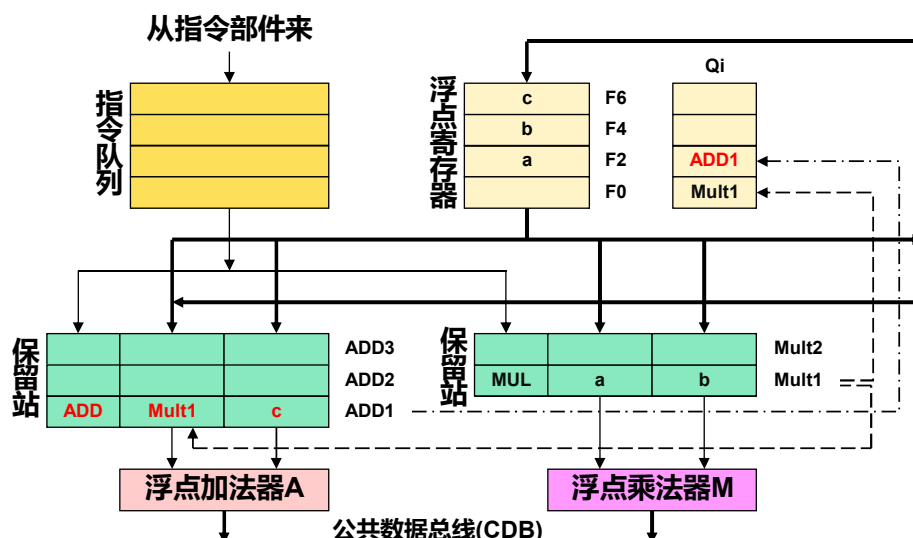 从指令部件来
指令队列
浮点寄存器
Qi
c F6
b F4
a F2 ADD1
F0 Mult1
保留站
ADD3
ADD2
ADD Mult1 c ADD1
保留站
Mult2
MUL a b Mult1
浮点加法器A
浮点乘法器M
公共数据总线(CDB)